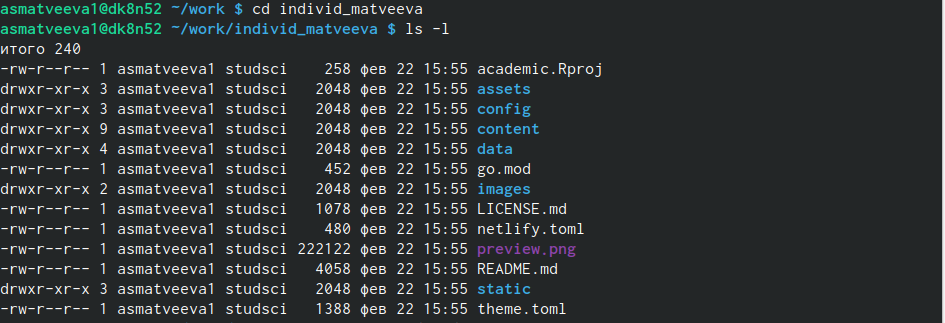 asmatveeva1@dk8n52 ~/work $ cd individ_matveeva
asmatveeva1@dk8n52 ~/work/individ_matveeva $ ls -l
итого 240
-rw-r--r-- 1 asmatveeva1 studsci    258 фев 22 15:55 academic.Rproj
drwxr-xr-x 3 asmatveeva1 studsci   2048 фев 22 15:55 assets
drwxr-xr-x 3 asmatveeva1 studsci   2048 фев 22 15:55 config
drwxr-xr-x 9 asmatveeva1 studsci   2048 фев 22 15:55 content
drwxr-xr-x 4 asmatveeva1 studsci   2048 фев 22 15:55 data
-rw-r--r-- 1 asmatveeva1 studsci    452 фев 22 15:55 go.mod
drwxr-xr-x 2 asmatveeva1 studsci   2048 фев 22 15:55 images
-rw-r--r-- 1 asmatveeva1 studsci   1078 фев 22 15:55 LICENSE.md
-rw-r--r-- 1 asmatveeva1 studsci    480 фев 22 15:55 netlify.toml
-rw-r--r-- 1 asmatveeva1 studsci 222122 фев 22 15:55 preview.png
-rw-r--r-- 1 asmatveeva1 studsci   4058 фев 22 15:55 README.md
drwxr-xr-x 3 asmatveeva1 studsci   2048 фев 22 15:55 static
-rw-r--r-- 1 asmatveeva1 studsci   1388 фев 22 15:55 theme.toml